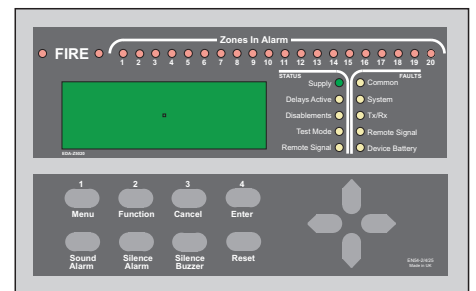 Zones In Alarm
FIRE
1 2 3 4 5 6 7 8 9 10 11 12 13 14 15 16 17 18 19 20
STATUS
FAULTS
Supply
Common
Delays Active
System
Disablements
Tx/Rx
Test Mode
Remote Signal
Remote Signal
Device Battery
1 2 3 4
Menu Function Cancel Enter
Sound Alarm
Silence Alarm
Silence Buzzer
Reset
Made in UK